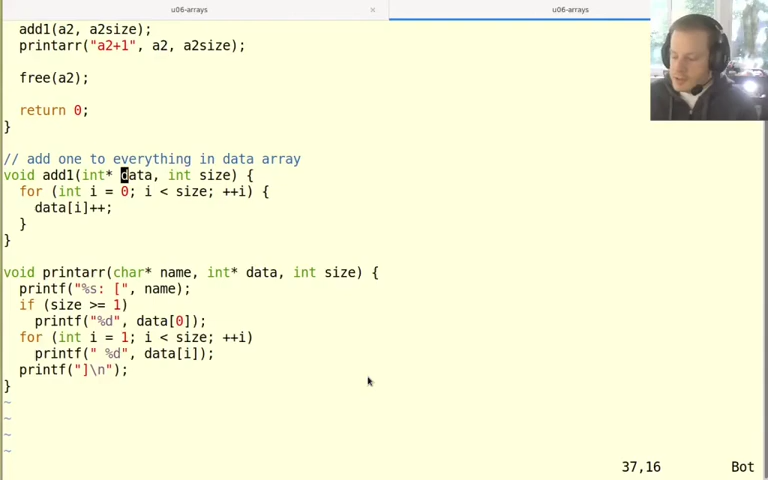 u06-arrays × u06-arrays
add1(a2, a2size);
printarr("a2+1", a2, a2size);
free(a2);
return 0;
}
// add one to everything in data array
void add1(int* data, int size) {
for (int i = 0; i < size; ++i) {
data[i]++;
}
}
void printarr(char* name, int* data, int size) {
printf("%s: [", name);
if (size >= 1)
printf("%d", data[0]);
for (int i = 1; i < size; ++i)
printf(" %d", data[i]);
printf("]\n");
}
~
~
~
~
37,16 Bot